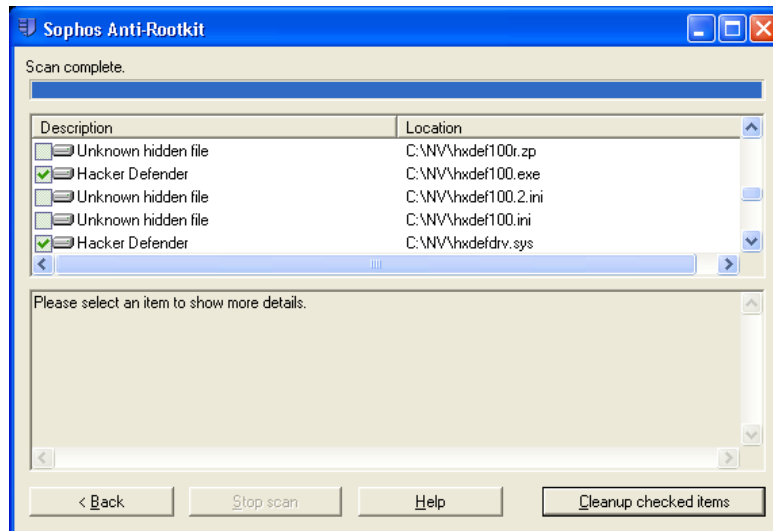 Sophos Anti-Rootkit
Scan complete.
Description Location
Unknown hidden file C:\NV\hxdef100r.zp
Hacker Defender C:\NV\hxdef100.exe
Unknown hidden file C:\NV\hxdef100.2.ini
Unknown hidden file C:\NV\hxdef100.ini
Hacker Defender C:\NV\hxdefdrv.sys
Please select an item to show more details.
< Back Stop scan Help Cleanup checked items